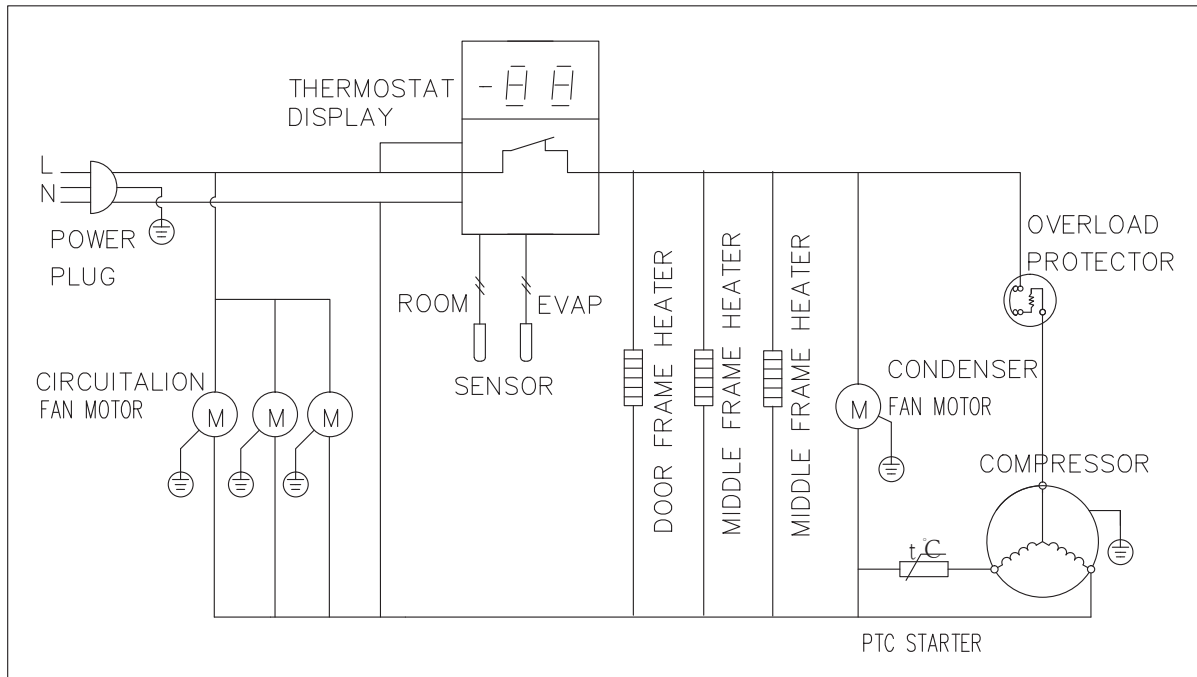 THERMOSTAT
DISPLAY
-88
L
N
POWER
PLUG
ROOM
EVAP
SENSOR
CIRCUITALION
FAN MOTOR
M
M
M
DOOR FRAME HEATER
MIDDLE FRAME HEATER
MIDDLE FRAME HEATER
M
CONDENSER
FAN MOTOR
OVERLOAD
PROTECTOR
COMPRESSOR
t°C
PTC STARTER